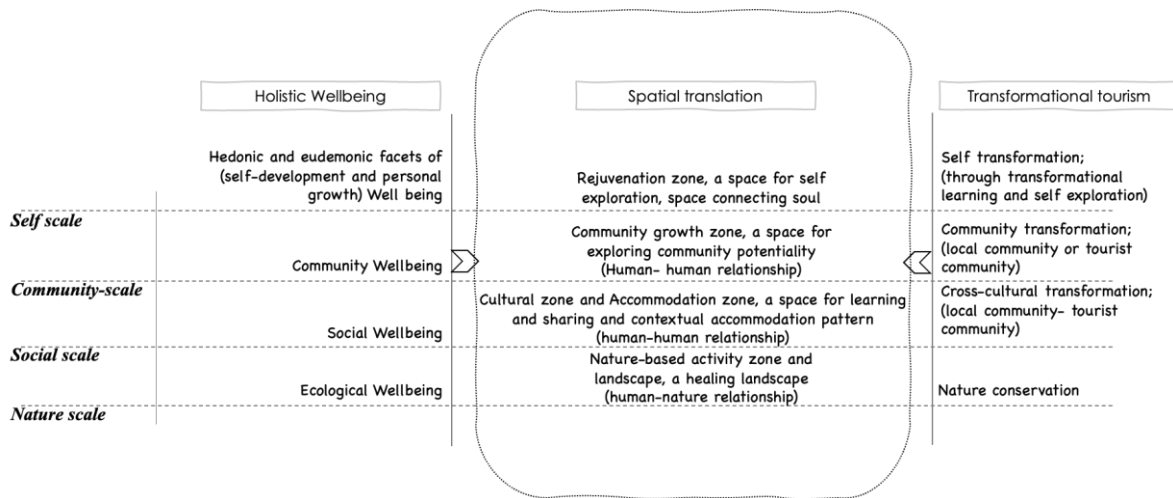 Holistic Wellbeing
Spatial translation
Transformational tourism
Hedonic and eudemonic facets of
(self-development and personal
growth) Well being
Rejuvenation zone, a space for self
exploration, space connecting soul
Self transformation;
(through transformational
learning and self exploration)
Self scale
Community Wellbeing
Community growth zone, a space for
exploring community potentiality
(Human- human relationship)
Community transformation;
(local community or tourist
community)
Community-scale
Social Wellbeing
Cultural zone and Accommodation zone, a space for learning
and sharing and contextual accommodation pattern
(human-human relationship)
Cross-cultural transformation;
(local community- tourist
community)
Social scale
Ecological Wellbeing
Nature-based activity zone and
landscape, a healing landscape
(human-nature relationship)
Nature conservation
Nature scale